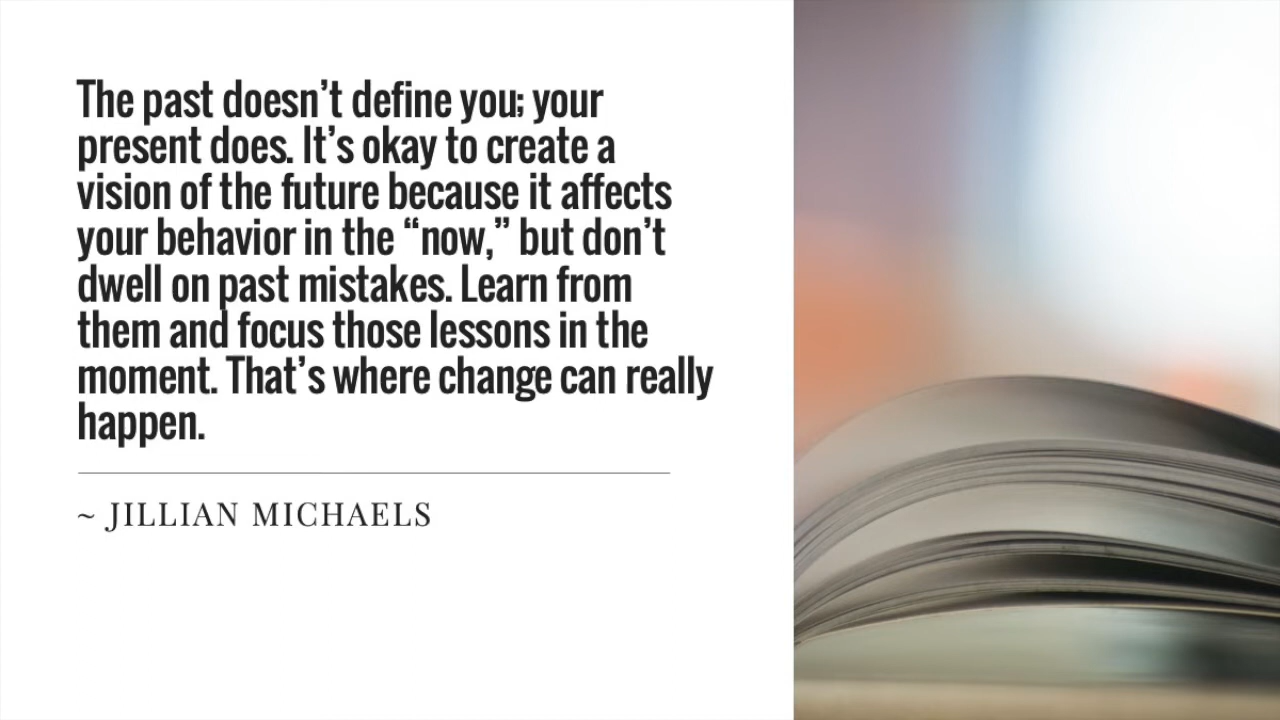 The past doesn’t define you; your
present does. It’s okay to create a
vision of the future because it affects
your behavior in the “now,” but don’t
dwell on past mistakes. Learn from
them and focus those lessons in the
moment. That’s where change can really
happen.
~ JILLIAN MICHAELS